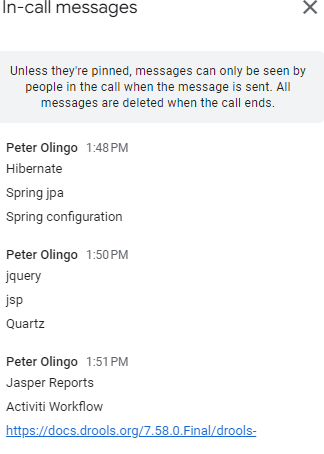 In-call messages
Unless they're pinned, messages can only be seen by
people in the call when the message is sent. All
messages are deleted when the call ends.
Peter Olingo 1:48 PM
Hibernate
Spring jpa
Spring configuration
Peter Olingo 1:50 PM
jquery
jsp
Quartz
Peter Olingo 1:51 PM
Jasper Reports
Activiti Workflow
https://docs.drools.org/7.58.0.Final/drools-